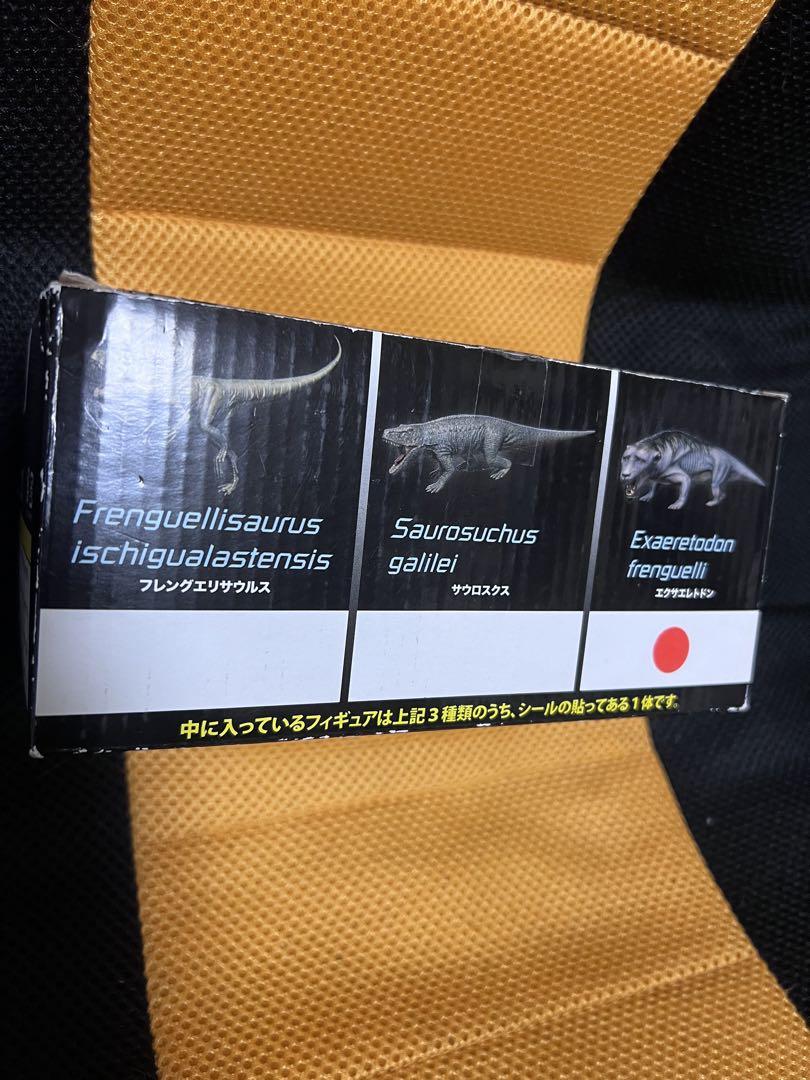 Frenguellisaurus
ischigualastensis
フレングエリサウルス
Saurosuchus
galilei
サウロスクス
Exaeretodon
frenguelli
エクサエレトドン
中に入っているフィギュアは上記3種類のうち、シールの貼ってある1体です。